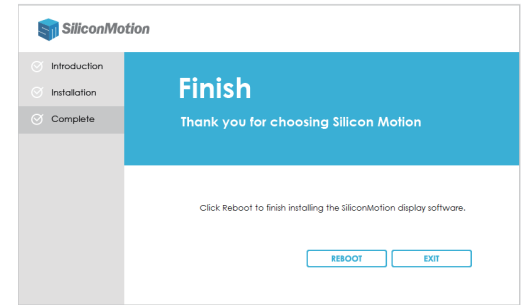 SiliconMotion
Introduction
Installation
Complete
Finish
Thank you for choosing Silicon Motion
Click Reboot to finish installing the SiliconMotion display software.
REBOOT
EXIT